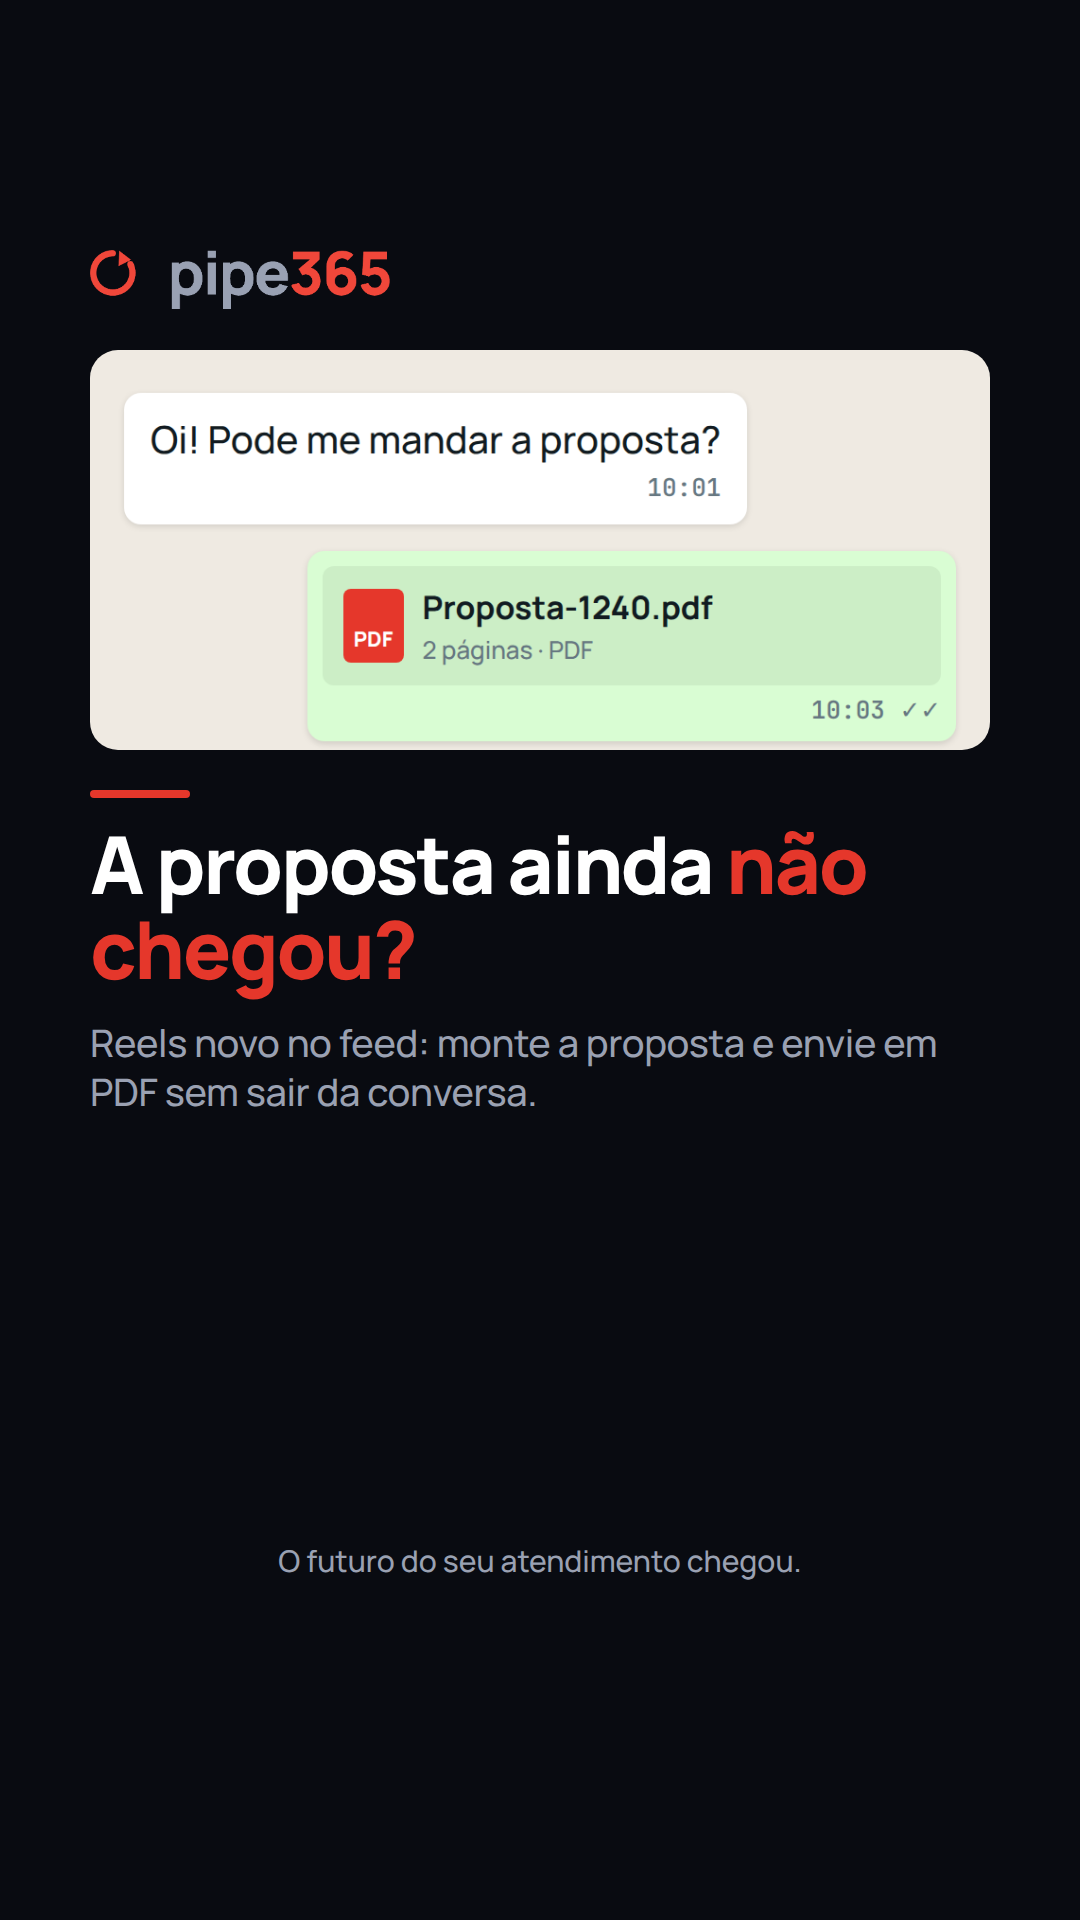 pipe365
Oi! Pode me mandar a proposta?
10:01
PDF
Proposta-1240.pdf
2 páginas · PDF
10:03 ✓✓
A proposta ainda não
chegou?
Reels novo no feed: monte a proposta e envie em
PDF sem sair da conversa.
O futuro do seu atendimento chegou.